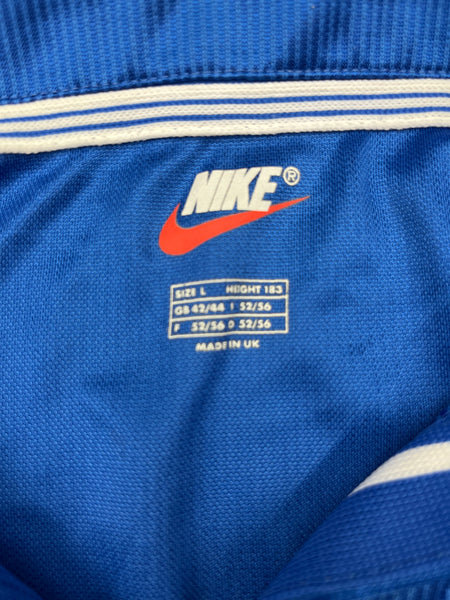 NIKE®
SIZE L HEIGHT 183
GB 42/44 I 52/56
F 52/56 D 52/56
MADE IN UK